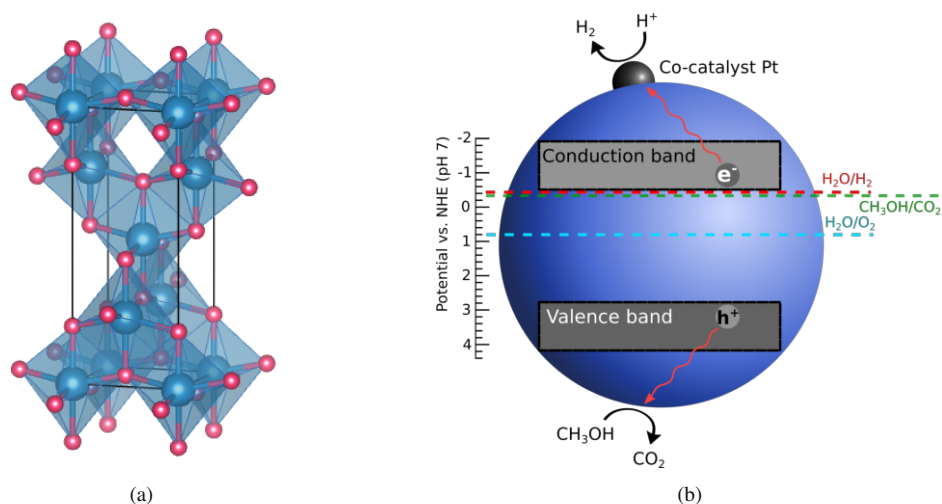 H₂
H⁺
Co-catalyst Pt
Potential vs. NHE (pH 7)
-2
-1
0
1
2
3
4
Conduction band
e⁻
H₂O/H₂
CH₃OH/CO₂
H₂O/O₂
Valence band
h⁺
CH₃OH
CO₂
(a)
(b)